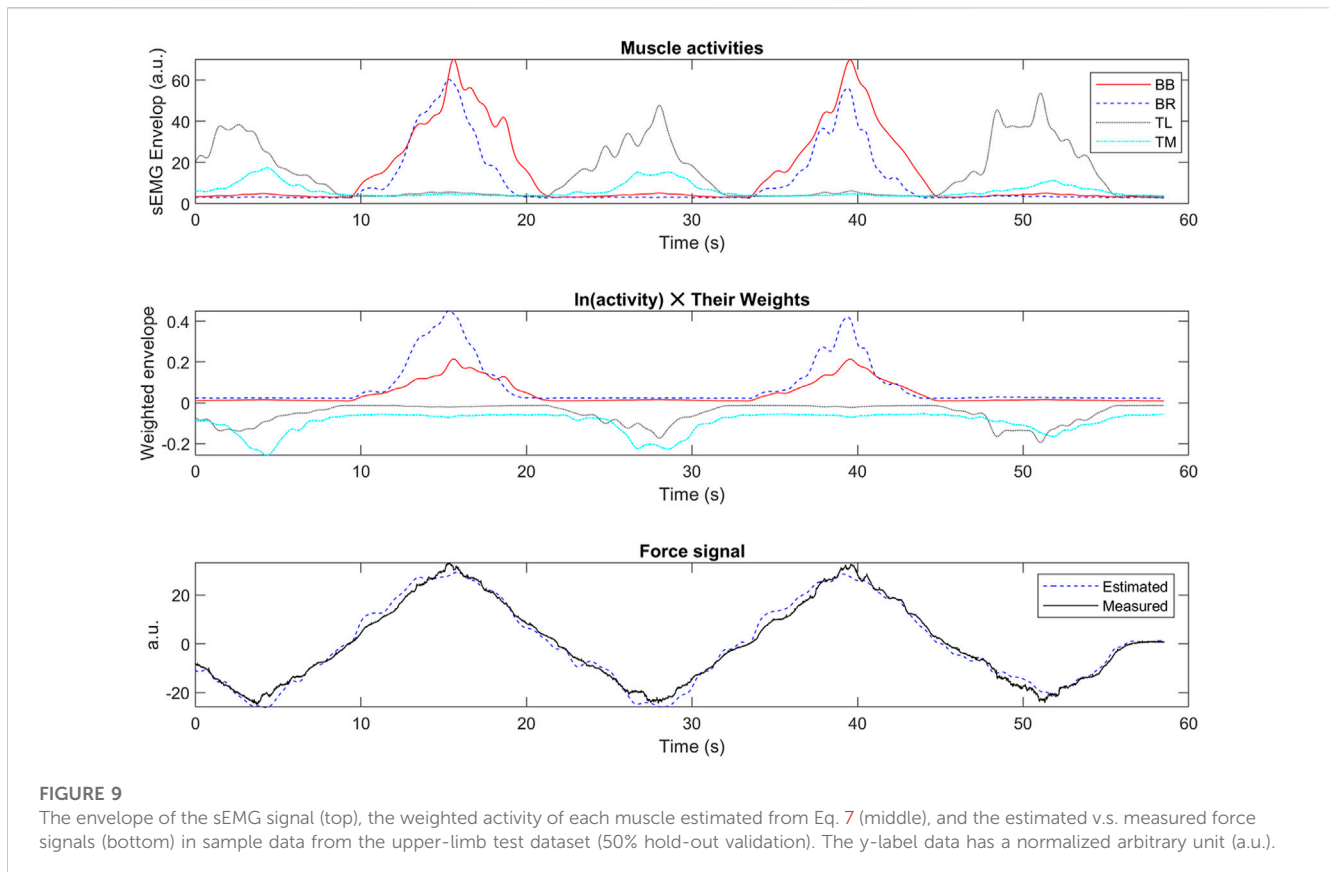 Muscle activities
sEMG Envelop (a.u.)
60
40
20
0
BB
BR
TL
TM
0 10 20 30 40 50 60
Time (s)
ln(activity) ✕ Their Weights
Weighted envelope
0.4
0.2
0
-0.2
0 10 20 30 40 50 60
Time (s)
Force signal
a.u.
20
0
-20
Estimated
Measured
0 10 20 30 40 50 60
Time (s)
FIGURE 9
The envelope of the sEMG signal (top), the weighted activity of each muscle estimated from Eq. 7 (middle), and the estimated v.s. measured force
signals (bottom) in sample data from the upper-limb test dataset (50% hold-out validation). The y-label data has a normalized arbitrary unit (a.u.).